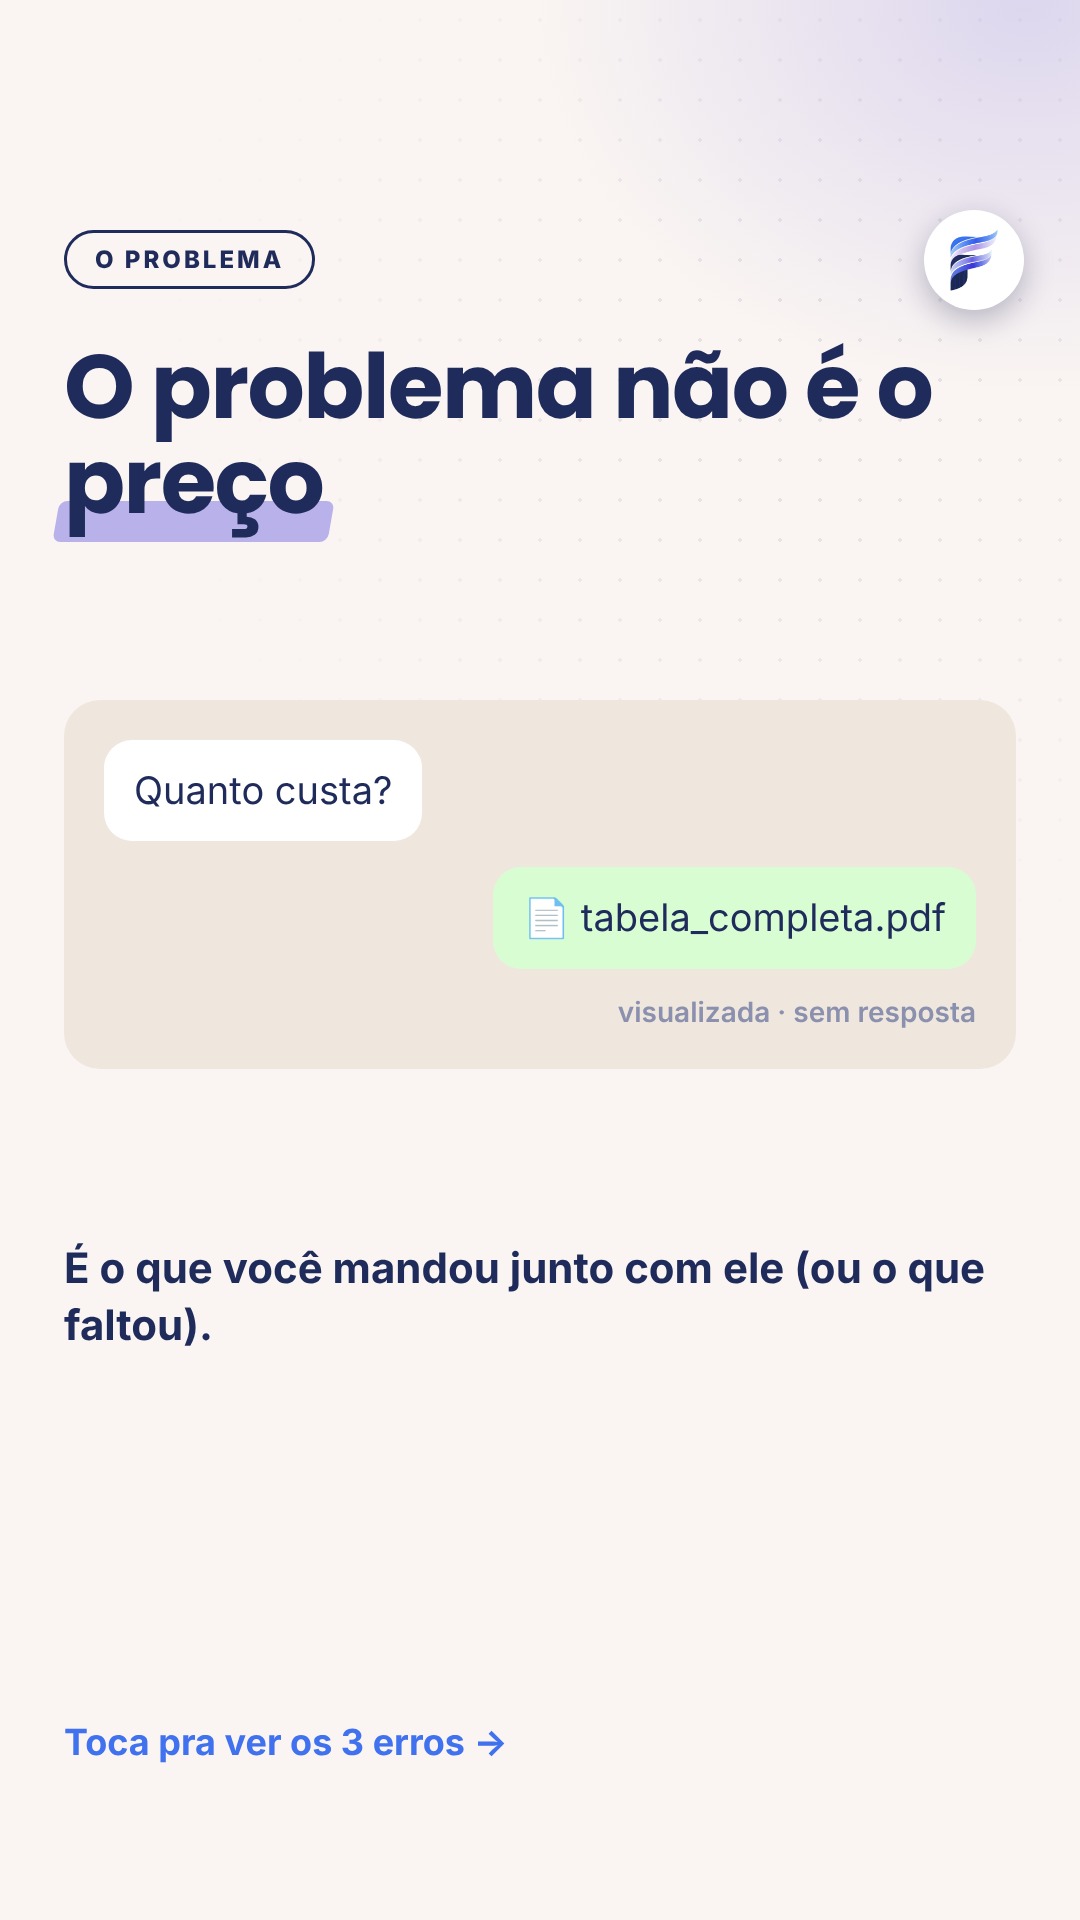 O PROBLEMA
O problema não é o
preço
Quanto custa?
tabela_completa.pdf
visualizada · sem resposta
É o que você mandou junto com ele (ou o que
faltou).
Toca pra ver os 3 erros →